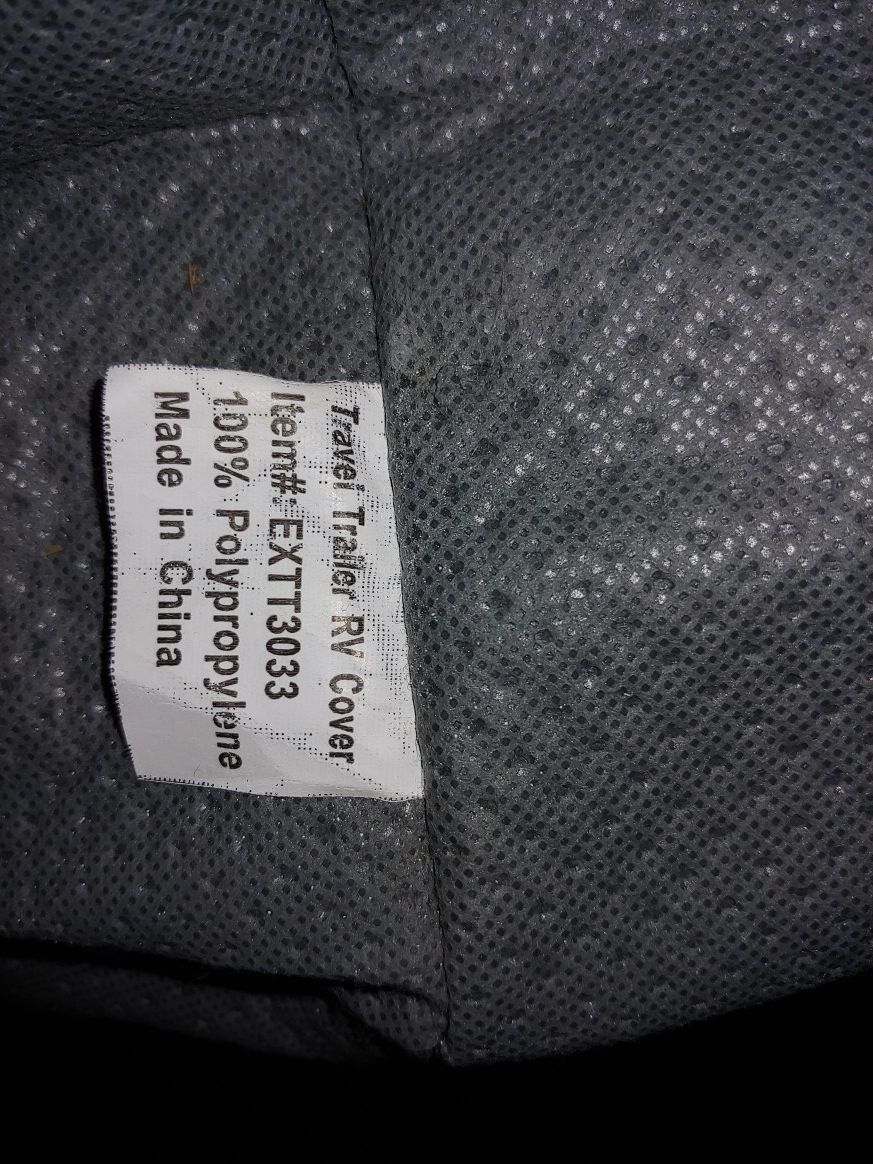 Travel Trailer RV Cover
Item#: EXTT3033
100% Polypropylene
Made in China